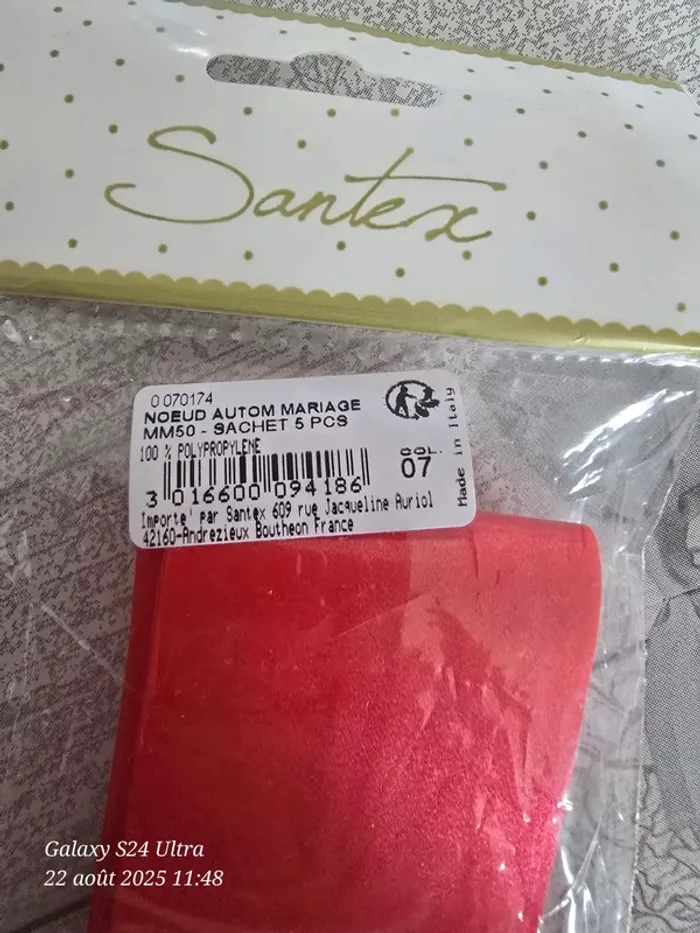 Santex
0 070174
NOEUD AUTOM MARIAGE
MM50 - SACHET 5 PCS
100 % POLYPROPYLENE
COL.
07
Made in Italy
3 016600 094186
Importe' par Santex 609 rue Jacqueline Auriol
42160-Andrezieux Boutheon France
Galaxy S24 Ultra
22 août 2025 11:48